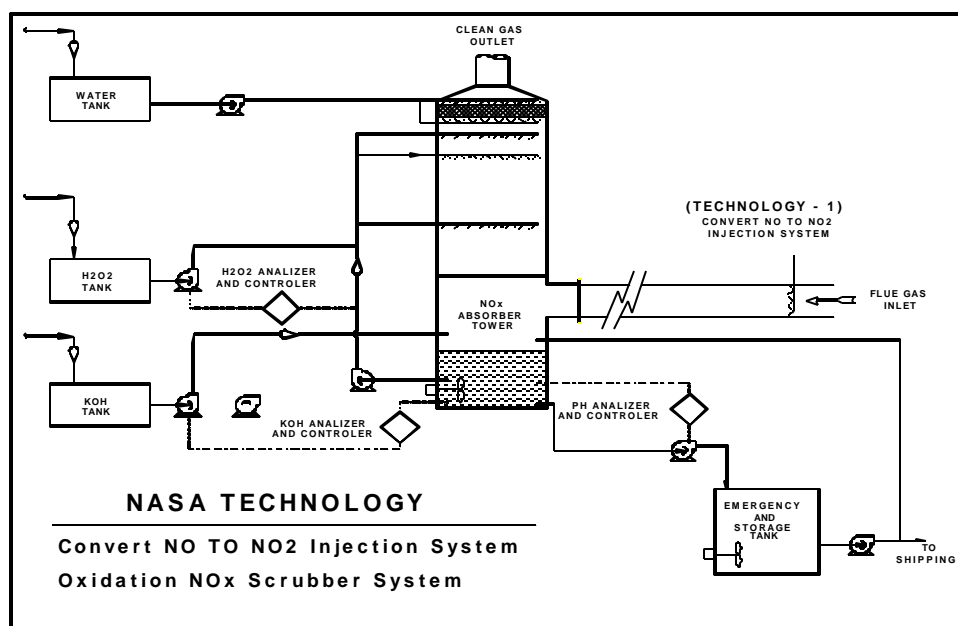 CLEAN GAS
OUTLET
WATER
TANK
(TECHNOLOGY - 1)
CONVERT NO TO NO2
INJECTION SYSTEM
H2O2
TANK
H2O2 ANALIZER
AND CONTROLER
FLUE GAS
INLET
NOx
ABSORBER
TOWER
KOH
TANK
KOH ANALIZER
AND CONTROLER
PH ANALIZER
AND CONTROLER
NASA TECHNOLOGY
Convert NO TO NO2 Injection System
Oxidation NOx Scrubber System
EMERGENCY
AND
STORAGE
TANK
TO
SHIPPING